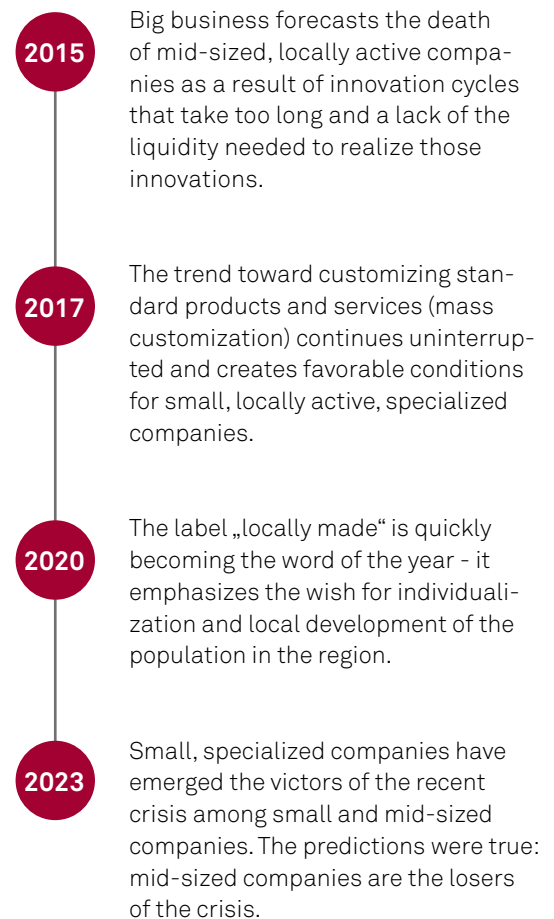 2015
Big business forecasts the death
of mid-sized, locally active compa-
nies as a result of innovation cycles
that take too long and a lack of the
liquidity needed to realize those
innovations.
2017
The trend toward customizing stan-
dard products and services (mass
customization) continues uninterrup-
ted and creates favorable conditions
for small, locally active, specialized
companies.
2020
The label „locally made“ is quickly
becoming the word of the year - it
emphasizes the wish for individuali-
zation and local development of the
population in the region.
2023
Small, specialized companies have
emerged the victors of the recent
crisis among small and mid-sized
companies. The predictions were true:
mid-sized companies are the losers
of the crisis.